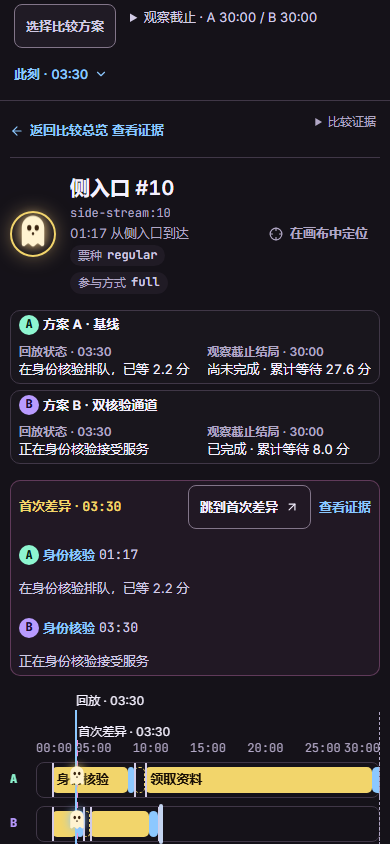 选择比较方案
▶ 观察截止 · A 30:00 / B 30:00
此刻 · 03:30
← 返回比较总览 查看证据
▶ 比较证据
侧入口 #10
side-stream:10
01:17 从侧入口到达
在画布中定位
票种 regular
参与方式 full
A 方案 A · 基线
回放状态 · 03:30 观察截止结局 · 30:00
在身份核验排队，已等 2.2 分 尚未完成 · 累计等待 27.6 分
B 方案 B · 双核验通道
回放状态 · 03:30 观察截止结局 · 30:00
正在身份核验接受服务 已完成 · 累计等待 8.0 分
首次差异 · 03:30 跳到首次差异 ↗ 查看证据
A 身份核验 01:17
在身份核验排队，已等 2.2 分
B 身份核验 03:30
正在身份核验接受服务
回放 · 03:30
首次差异 · 03:30
00:00 05:00 10:00 15:00 20:00 25:00 30:00
A 身份核验 领取资料
B